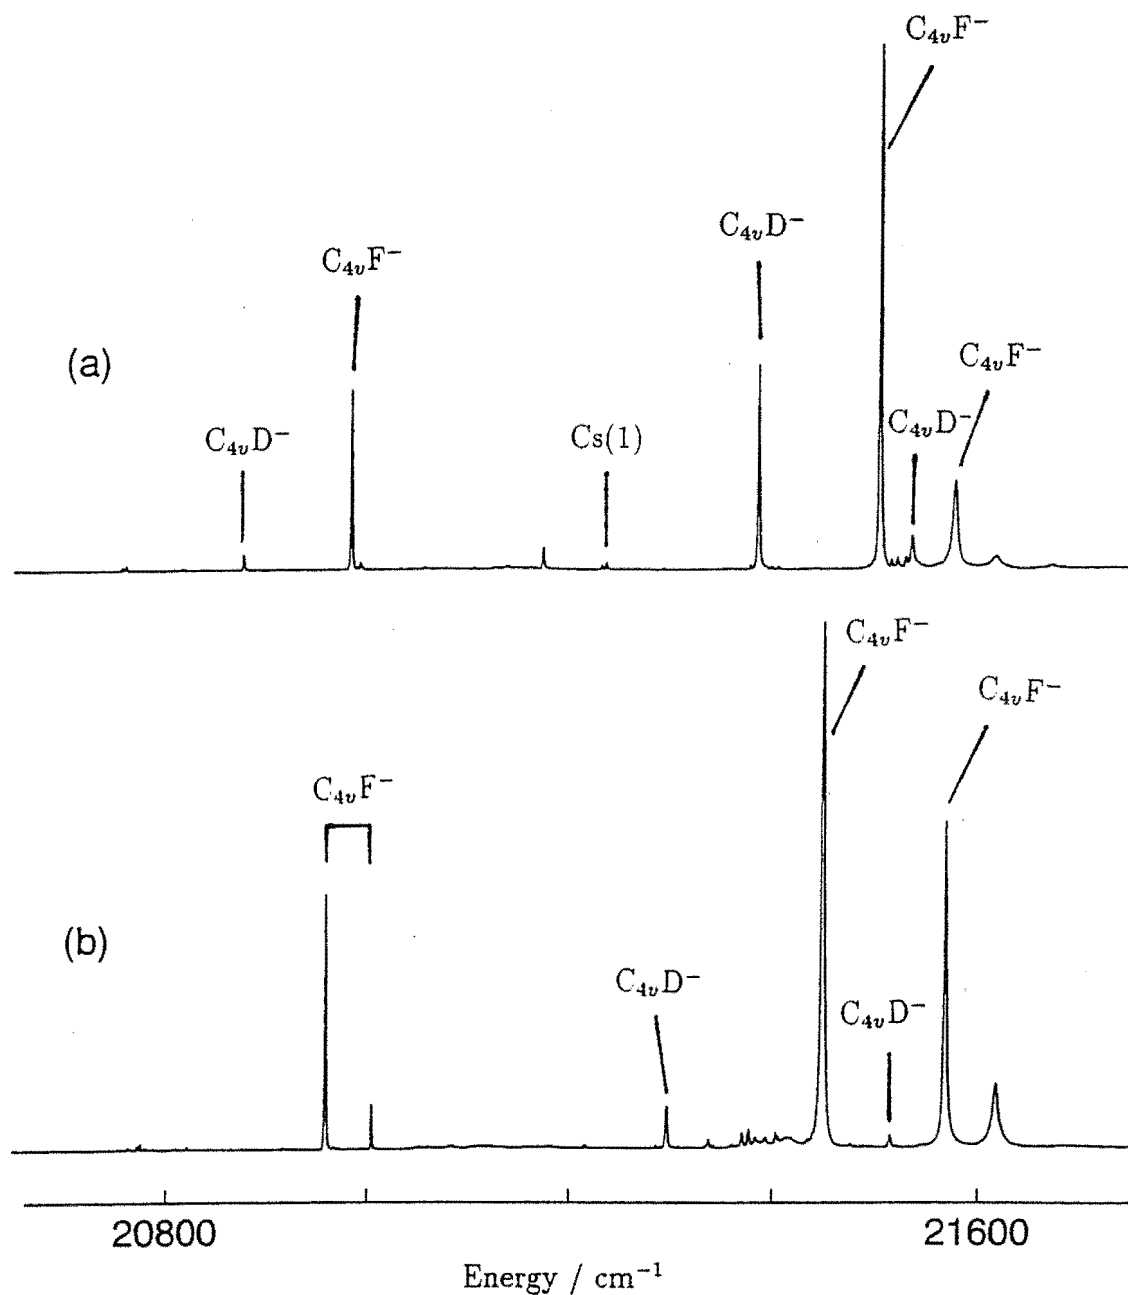 C₄ᵥF⁻
C₄ᵥD⁻
C₄ᵥF⁻
(a)
C₄ᵥF⁻
C₄ᵥD⁻
Cs(1)
C₄ᵥD⁻
C₄ᵥF⁻
C₄ᵥF⁻
C₄ᵥF⁻
(b)
C₄ᵥD⁻
C₄ᵥD⁻
20800
21600
Energy / cm⁻¹